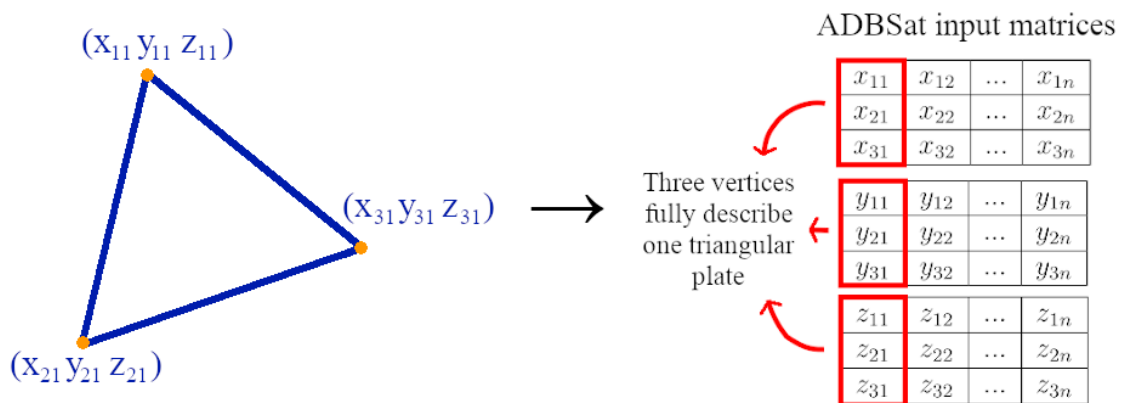 (x₁₁ y₁₁ z₁₁)
(x₃₁ y₃₁ z₃₁)
(x₂₁ y₂₁ z₂₁)
Three vertices
fully describe
one triangular
plate
ADBSat input matrices
x₁₁ x₁₂ ... x₁ₙ
x₂₁ x₂₂ ... x₂ₙ
x₃₁ x₃₂ ... x₃ₙ
y₁₁ y₁₂ ... y₁ₙ
y₂₁ y₂₂ ... y₂ₙ
y₃₁ y₃₂ ... y₃ₙ
z₁₁ z₁₂ ... z₁ₙ
z₂₁ z₂₂ ... z₂ₙ
z₃₁ z₃₂ ... z₃ₙ